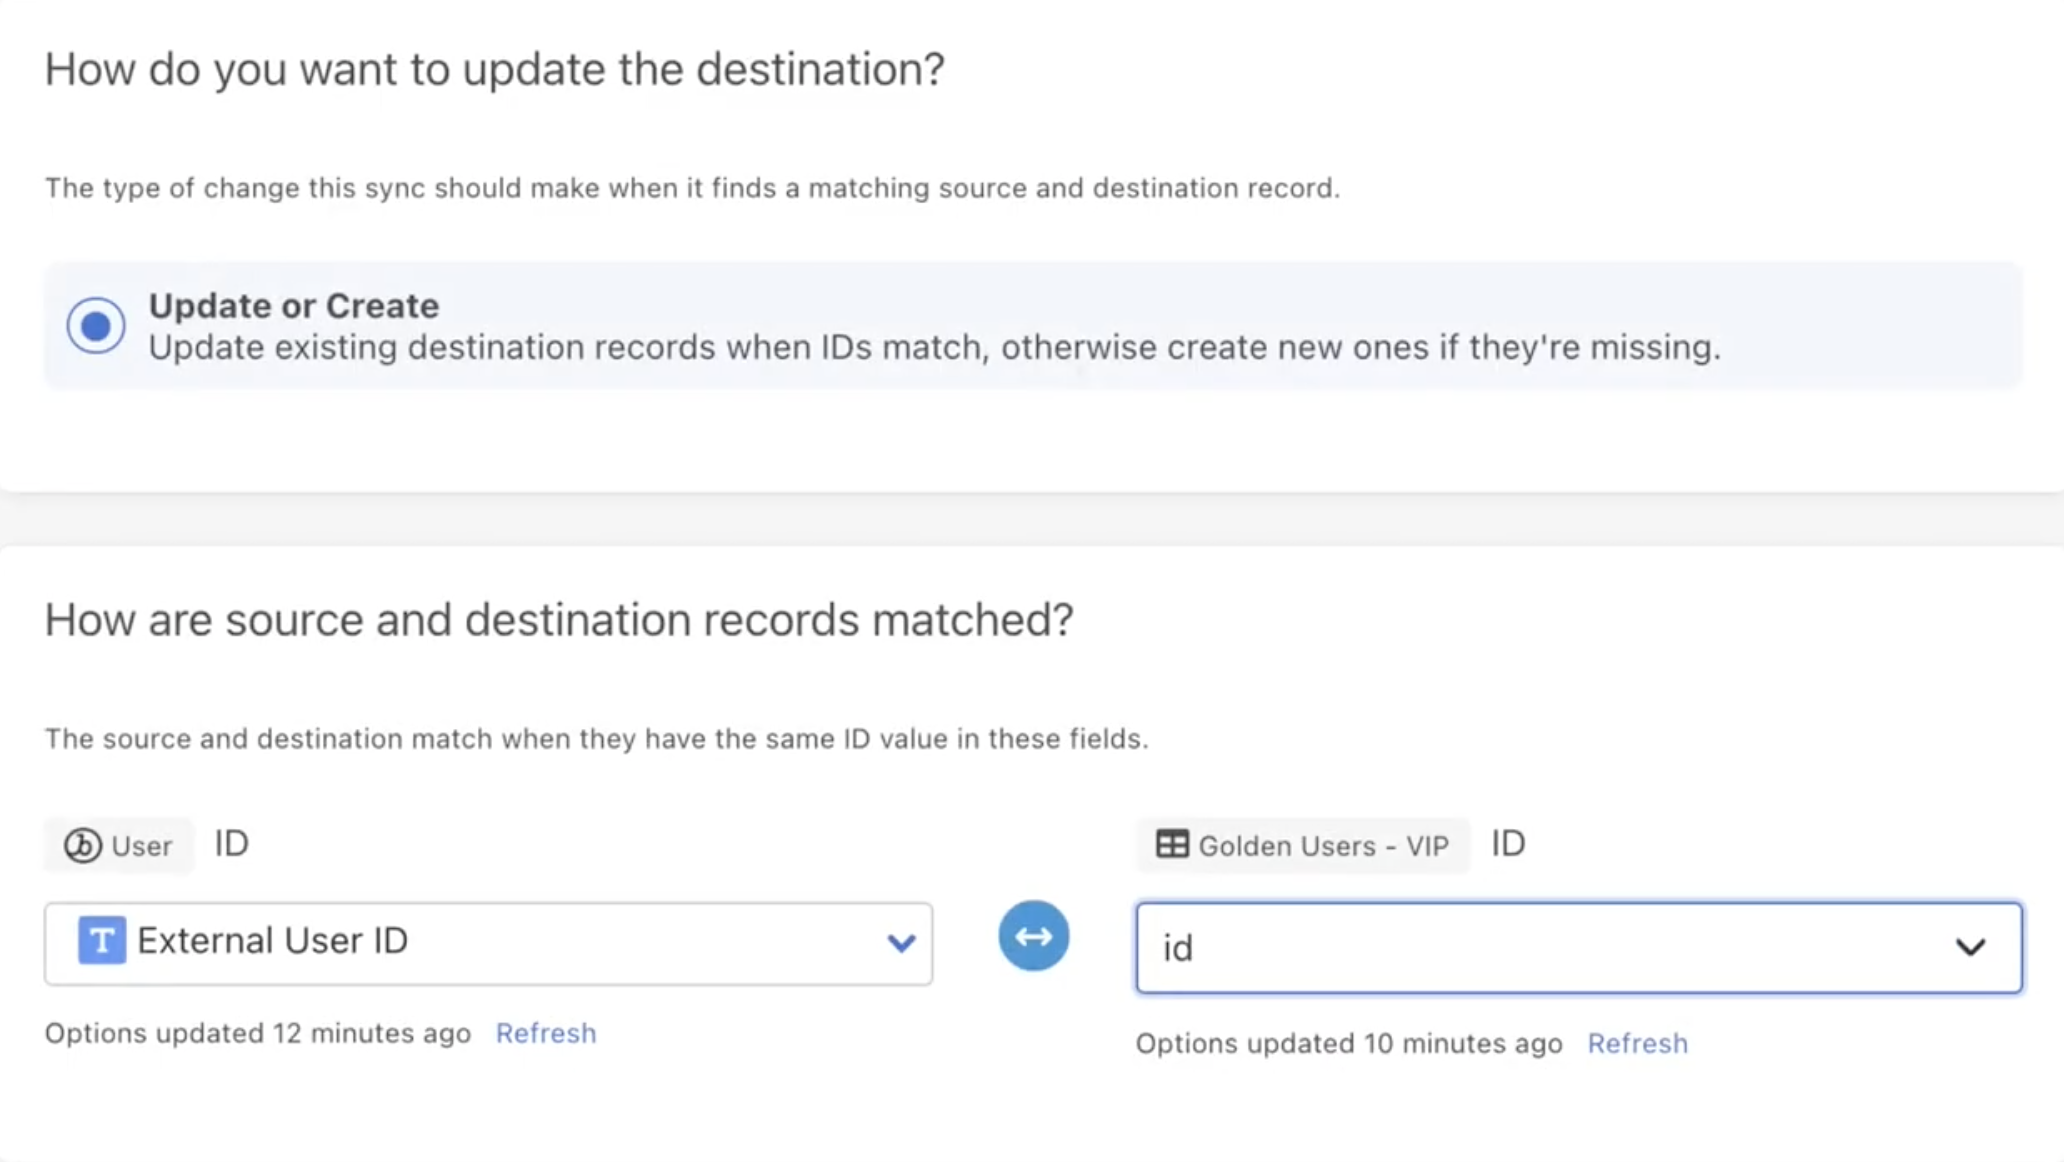 How do you want to update the destination?
The type of change this sync should make when it finds a matching source and destination record.
Update or Create
Update existing destination records when IDs match, otherwise create new ones if they're missing.
How are source and destination records matched?
The source and destination match when they have the same ID value in these fields.
b User ID
Golden Users - VIP ID
T External User ID
id
Options updated 12 minutes ago Refresh
Options updated 10 minutes ago Refresh